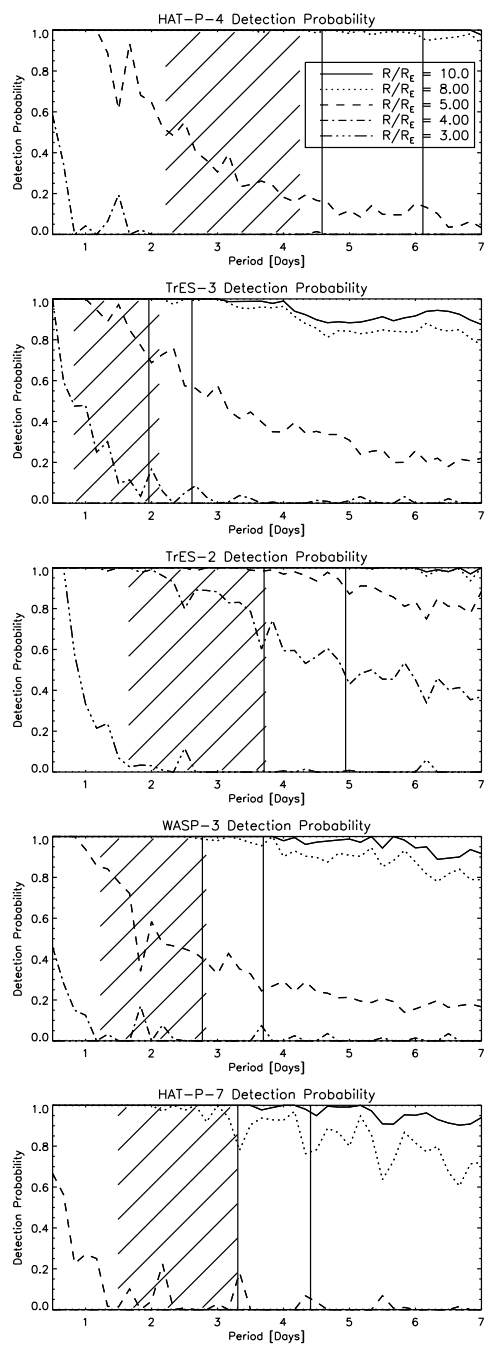 HAT-P-4 Detection Probability
Detection Probability
1.0
0.8
0.6
0.4
0.2
0.0
R/R_E = 10.0
R/R_E = 8.00
R/R_E = 5.00
R/R_E = 4.00
R/R_E = 3.00
1 2 3 4 5 6 7
Period [Days]
TrES-3 Detection Probability
Detection Probability
1.0
0.8
0.6
0.4
0.2
0.0
1 2 3 4 5 6 7
Period [Days]
TrES-2 Detection Probability
Detection Probability
1.0
0.8
0.6
0.4
0.2
0.0
1 2 3 4 5 6 7
Period [Days]
WASP-3 Detection Probability
Detection Probability
1.0
0.8
0.6
0.4
0.2
0.0
1 2 3 4 5 6 7
Period [Days]
HAT-P-7 Detection Probability
Detection Probability
1.0
0.8
0.6
0.4
0.2
0.0
1 2 3 4 5 6 7
Period [Days]